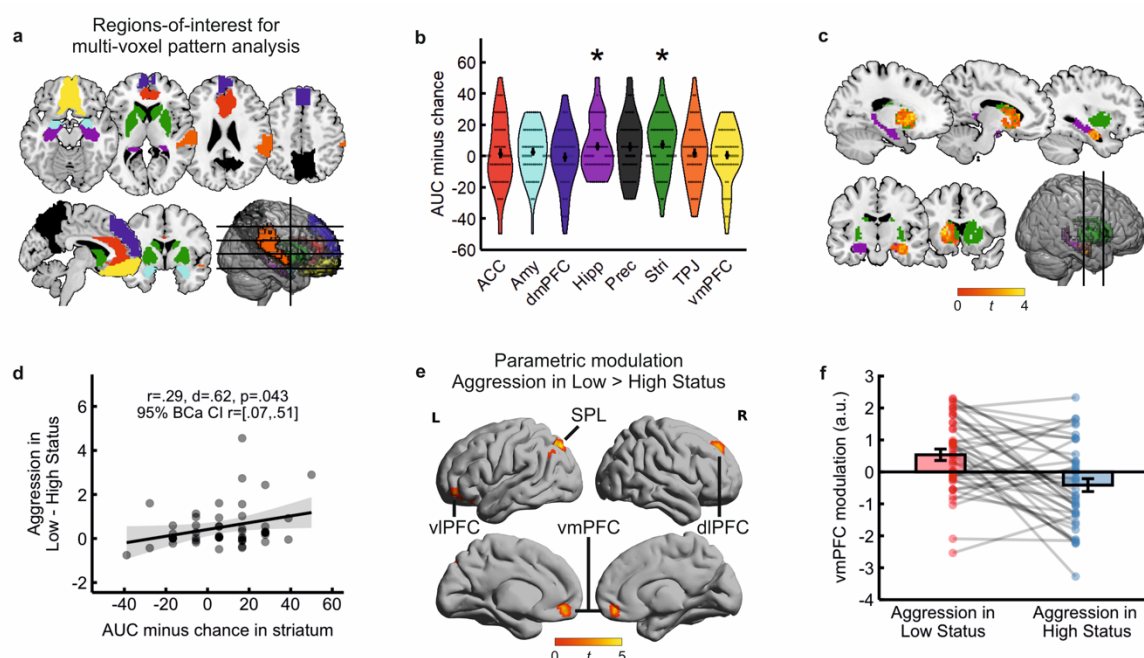 a
Regions-of-interest for
multi-voxel pattern analysis
b
AUC minus chance
60
40
20
0
-20
-40
-60
* *
ACC
Amy
dmPFC
Hipp
Prec
Stri
TPJ
vmPFC
c
0 t 4
d
r=.29, d=.62, p=.043
95% BCa CI r=[.07,.51]
Aggression in
Low - High Status
6
4
2
0
-2
-40 -20 0 20 40 60
AUC minus chance in striatum
e
Parametric modulation
Aggression in Low > High Status
L
R
SPL
vlPFC
vmPFC
dlPFC
0 t 5
f
vmPFC modulation (a.u.)
3
2
1
0
-1
-2
-3
-4
Aggression in
Low Status
Aggression in
High Status